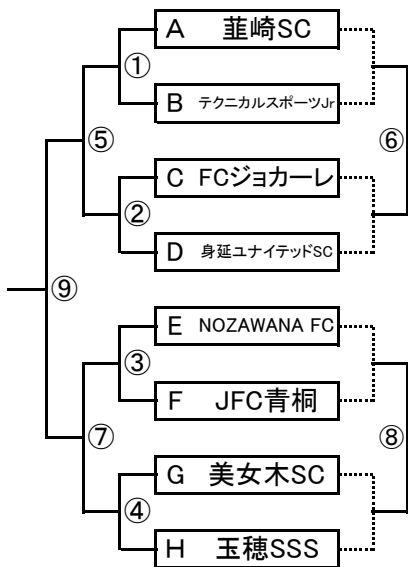 A 韮崎SC
①
B テクニカルスポーツJr
⑤
⑥
C FCジョカーレ
②
D 身延ユナイテッドSC
⑨
E NOZAWANA FC
③
F JFC青桐
⑦
⑧
G 美女木SC
④
H 玉穂SSS